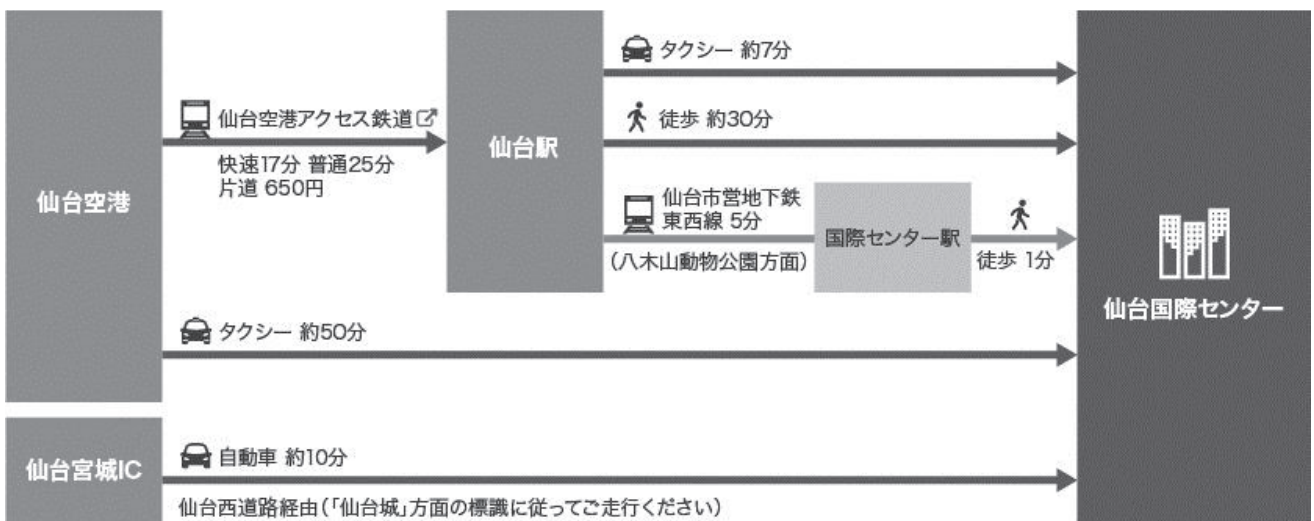 仙台空港
仙台空港アクセス鉄道
快速17分 普通25分
片道 650円
仙台駅
タクシー 約7分
徒歩 約30分
仙台市営地下鉄
東西線 5分
(八木山動物公園方面)
国際センター駅
徒歩 1分
タクシー 約50分
仙台国際センター
仙台宮城IC
自動車 約10分
仙台西道路経由(「仙台城」方面の標識に従ってご走行ください)